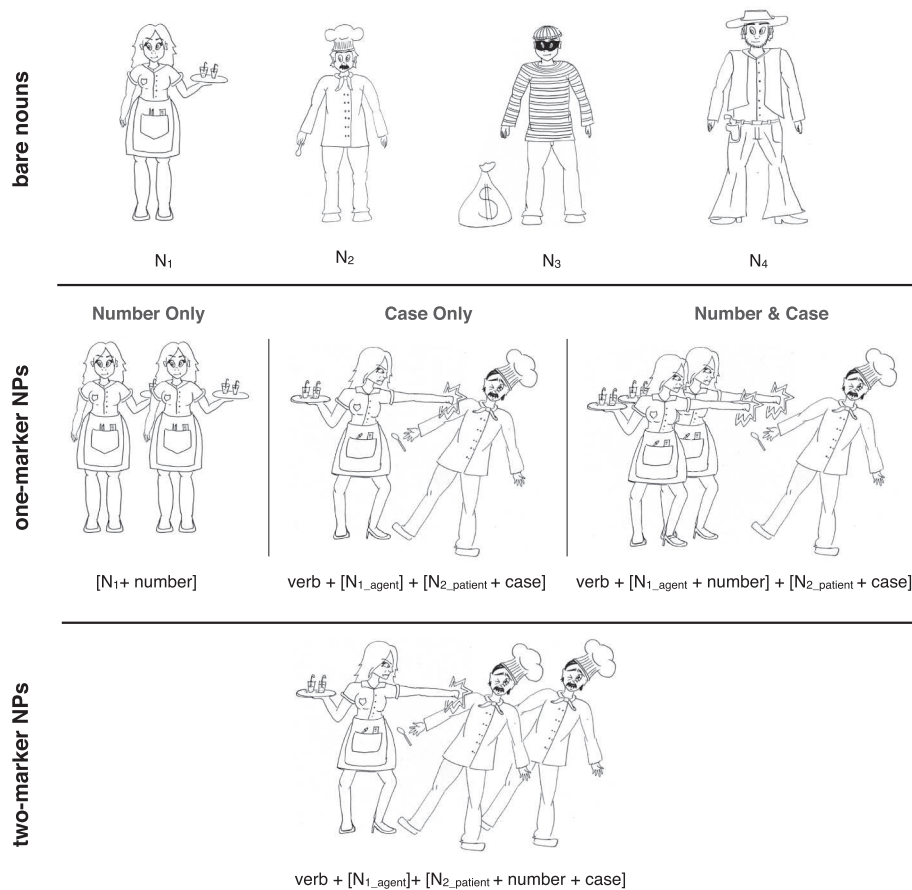 bare nouns
$
N₁
N₂
N₃
N₄
one-marker NPs
Number Only
Case Only
Number & Case
[N₁+ number]
verb + [N₁_agent] + [N₂_patient + case]
verb + [N₁_agent + number] + [N₂_patient + case]
two-marker NPs
verb + [N₁_agent]+ [N₂_patient + number + case]